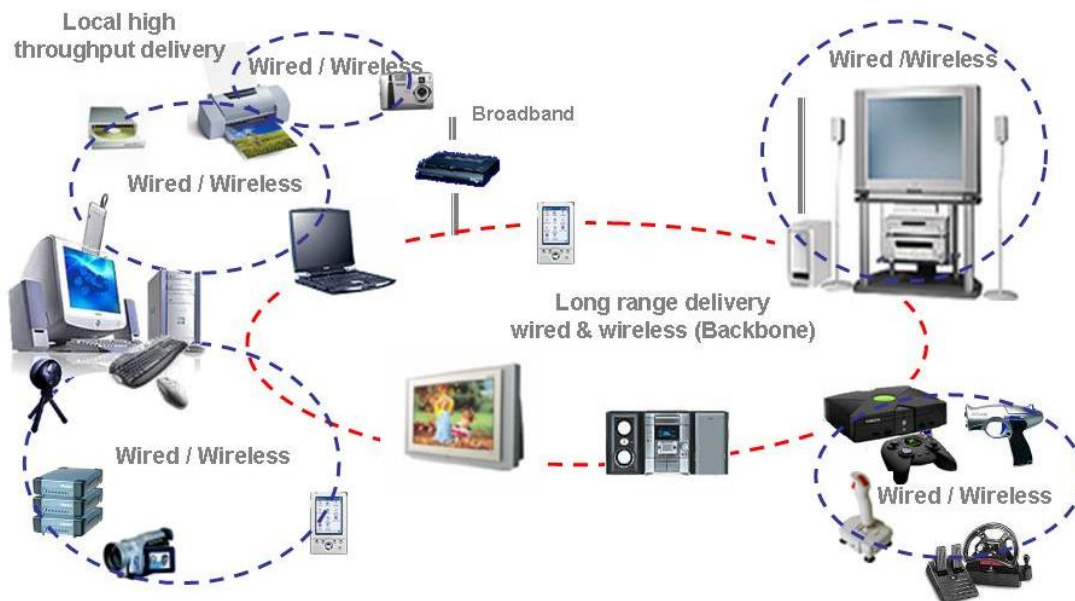 Local high
throughput delivery
Wired / Wireless
Wired /Wireless
Broadband
Wired / Wireless
Long range delivery
wired & wireless (Backbone)
Wired / Wireless
Wired / Wireless